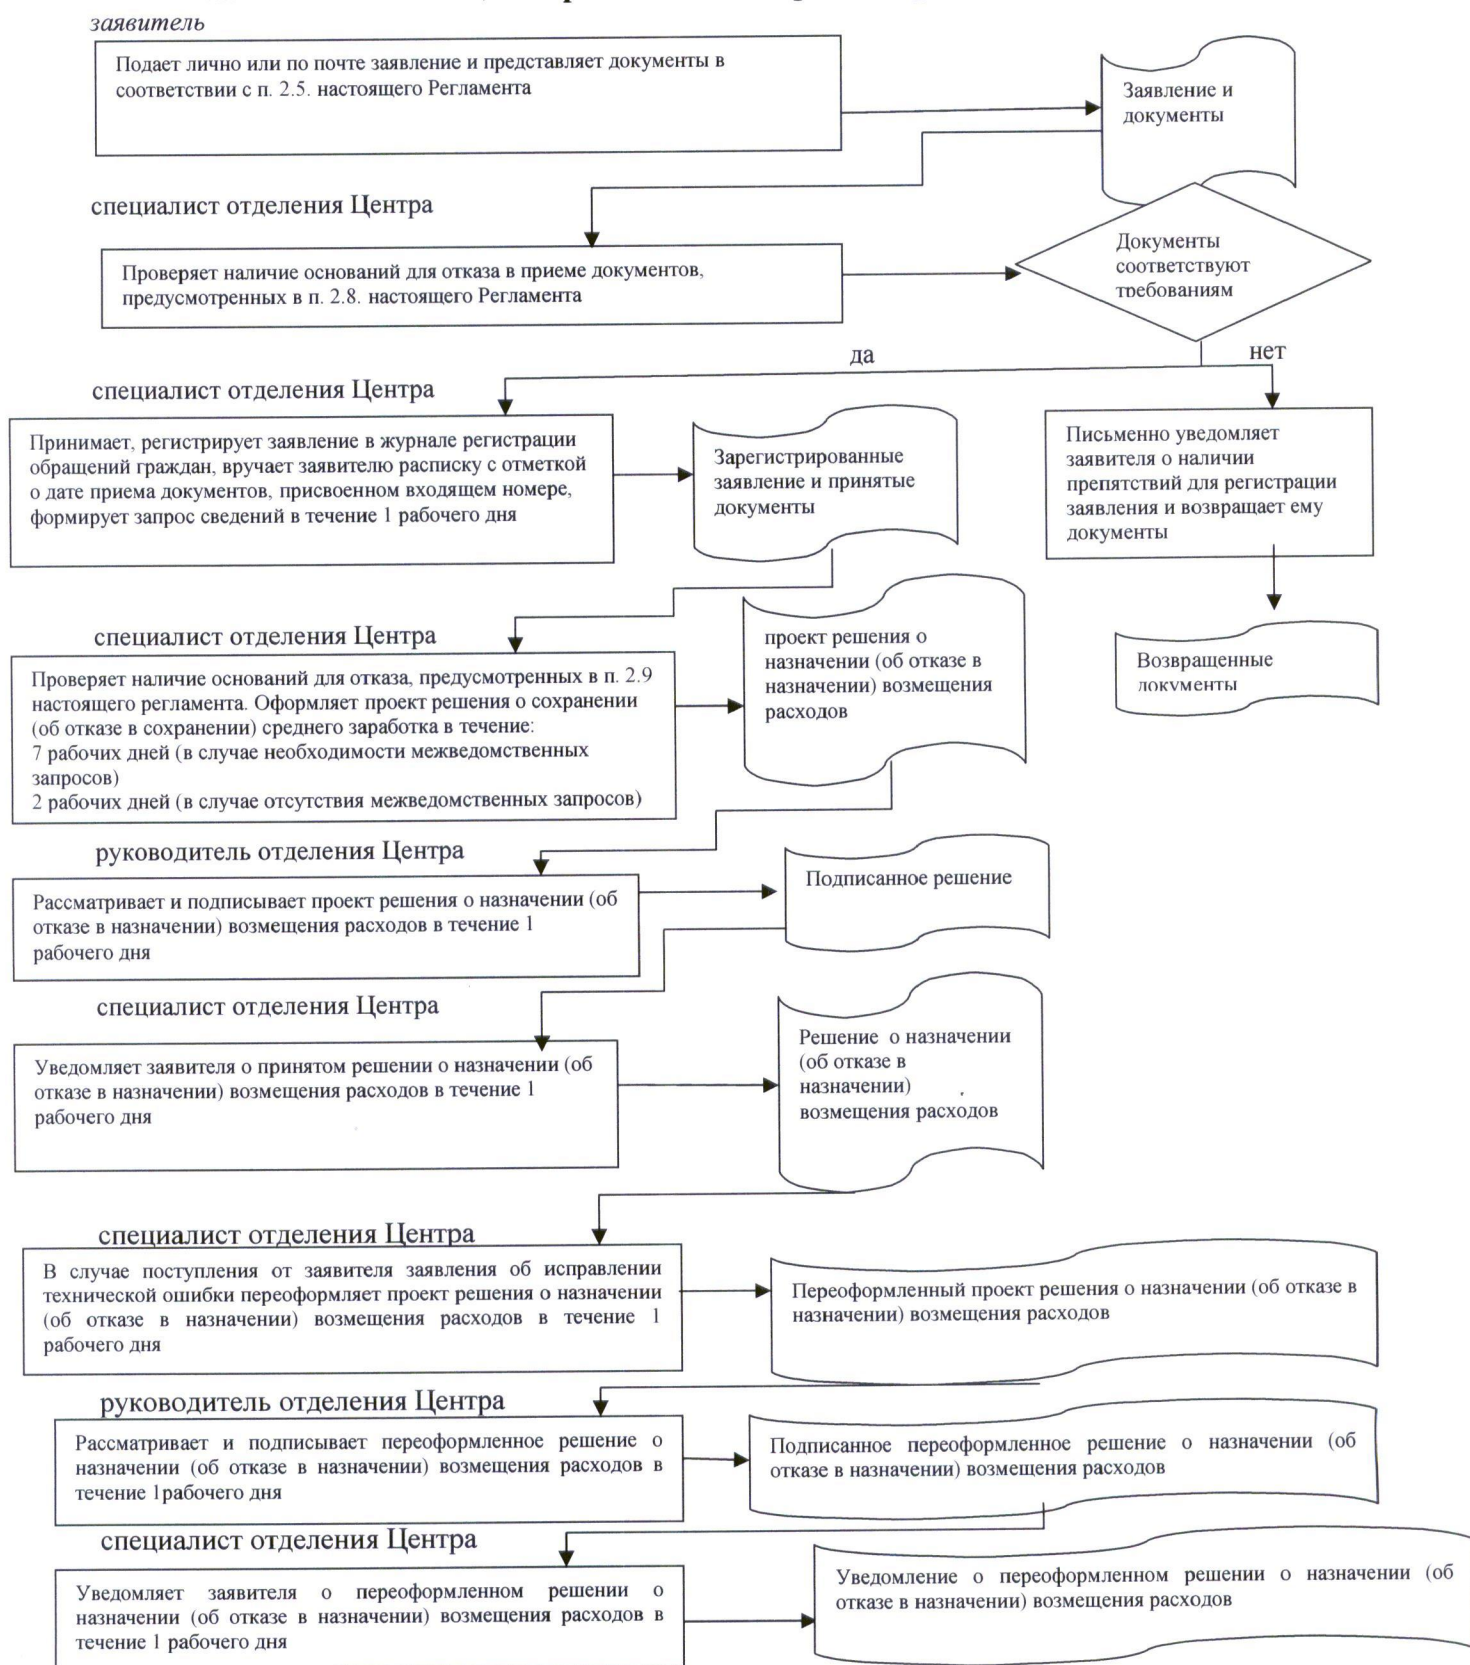 заявитель
Подает лично или по почте заявление и представляет документы в
соответствии с п. 2.5. настоящего Регламента
Заявление и
документы
специалист отделения Центра
Проверяет наличие оснований для отказа в приеме документов,
предусмотренных в п. 2.8. настоящего Регламента
Документы
соответствуют
требованиям
да
нет
специалист отделения Центра
Принимает, регистрирует заявление в журнале регистрации
обращений граждан, вручает заявителю расписку с отметкой
о дате приема документов, присвоенном входящем номере,
формирует запрос сведений в течение 1 рабочего дня
Зарегистрированные
заявление и принятые
документы
Письменно уведомляет
заявителя о наличии
препятствий для регистрации
заявления и возвращает ему
документы
специалист отделения Центра
Проверяет наличие оснований для отказа, предусмотренных в п. 2.9
настоящего регламента. Оформляет проект решения о сохранении
(об отказе в сохранении) среднего заработка в течение:
7 рабочих дней (в случае необходимости межведомственных
запросов)
2 рабочих дней (в случае отсутствия межведомственных запросов)
проект решения о
назначении (об отказе в
назначении) возмещения
расходов
Возвращенные
документы
руководитель отделения Центра
Рассматривает и подписывает проект решения о назначении (об
отказе в назначении) возмещения расходов в течение 1
рабочего дня
Подписанное решение
специалист отделения Центра
Уведомляет заявителя о принятом решении о назначении (об
отказе в назначении) возмещения расходов в течение 1
рабочего дня
Решение о назначении
(об отказе в
назначении)
возмещения расходов
специалист отделения Центра
В случае поступления от заявителя заявления об исправлении
технической ошибки переоформляет проект решения о назначении
(об отказе в назначении) возмещения расходов в течение 1
рабочего дня
Переоформленный проект решения о назначении (об отказе в
назначении) возмещения расходов
руководитель отделения Центра
Рассматривает и подписывает переоформленное решение о
назначении (об отказе в назначении) возмещения расходов в
течение 1рабочего дня
Подписанное переоформленное решение о назначении (об
отказе в назначении) возмещения расходов
специалист отделения Центра
Уведомляет заявителя о переоформленном решении о
назначении (об отказе в назначении) возмещения расходов в
течение 1 рабочего дня
Уведомление о переоформленном решении о назначении (об
отказе в назначении) возмещения расходов